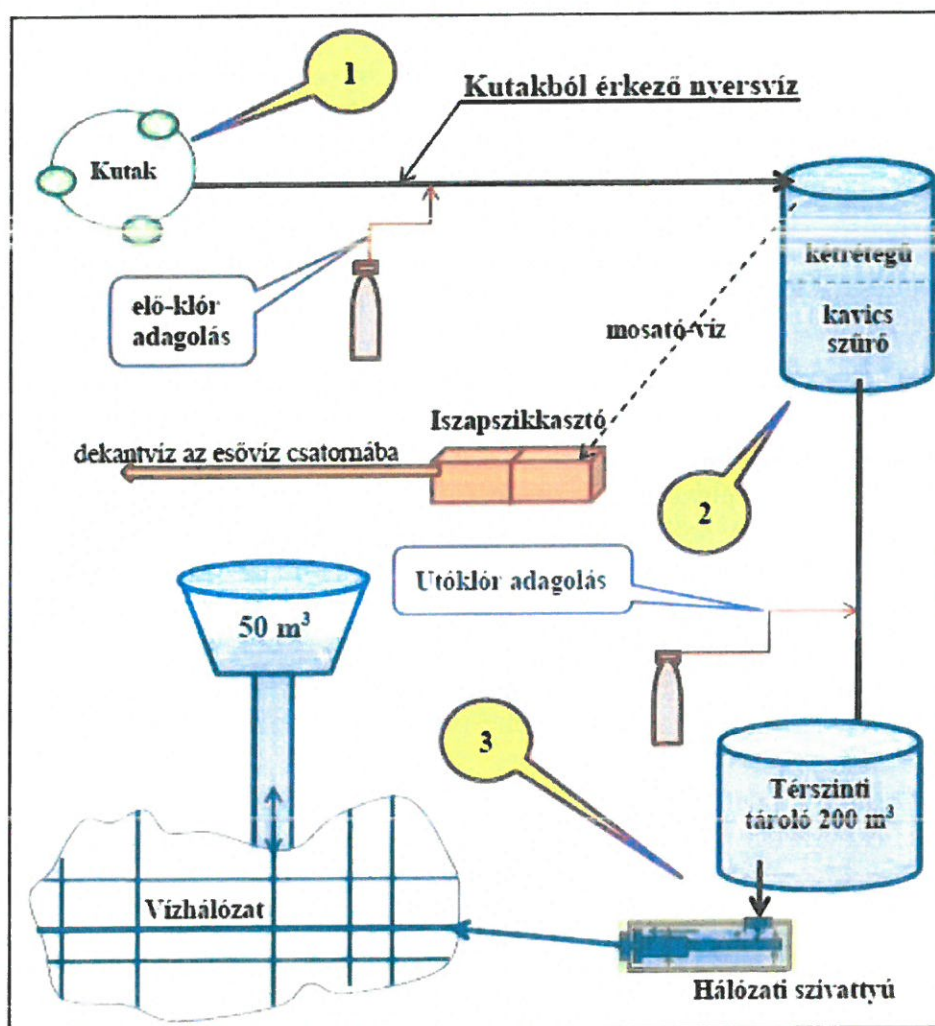 1
Kutakból érkező nyersvíz
Kutak
kétrétegű
elő-klór
adagolás
kavics
szűrő
mosató-víz
Iszapszikkasztó
dekantvíz az esővíz csatornába
2
Utóklór adagolás
50 m³
3
Térszinti
tároló 200 m³
Vízhálózat
Hálózati szivattyú